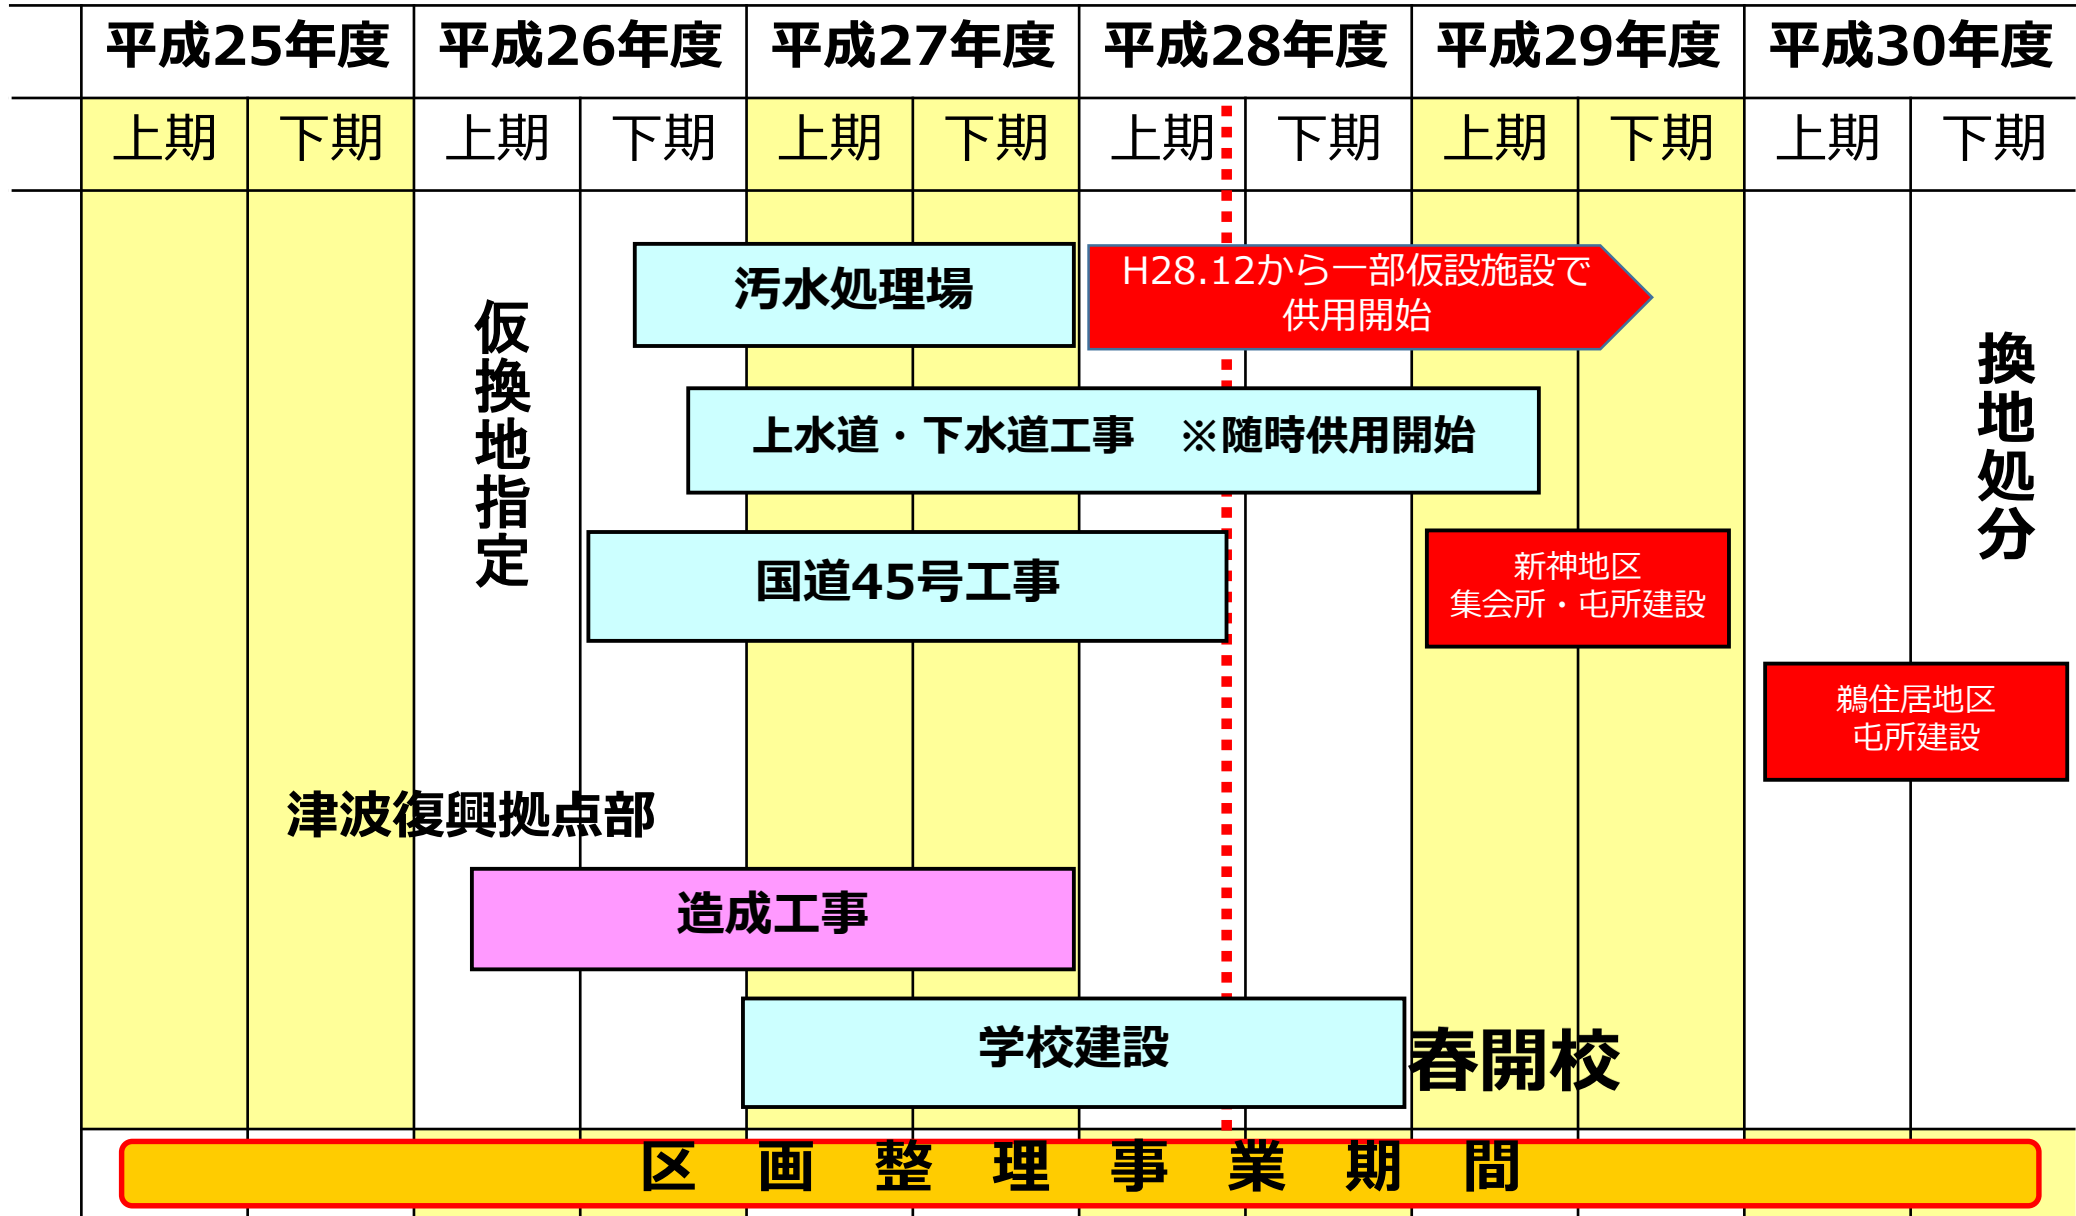 平成25年度 平成26年度 平成27年度 平成28年度 平成29年度 平成30年度
上期 下期 上期 下期 上期 下期 上期 下期 上期 下期 上期 下期
仮換地指定
汚水処理場
H28.12から一部仮設施設で
供用開始
上水道・下水道工事　※随時供用開始
換地処分
国道45号工事
新神地区
集会所・屯所建設
鵜住居地区
屯所建設
津波復興拠点部
造成工事
学校建設
春開校
区画整理事業期間